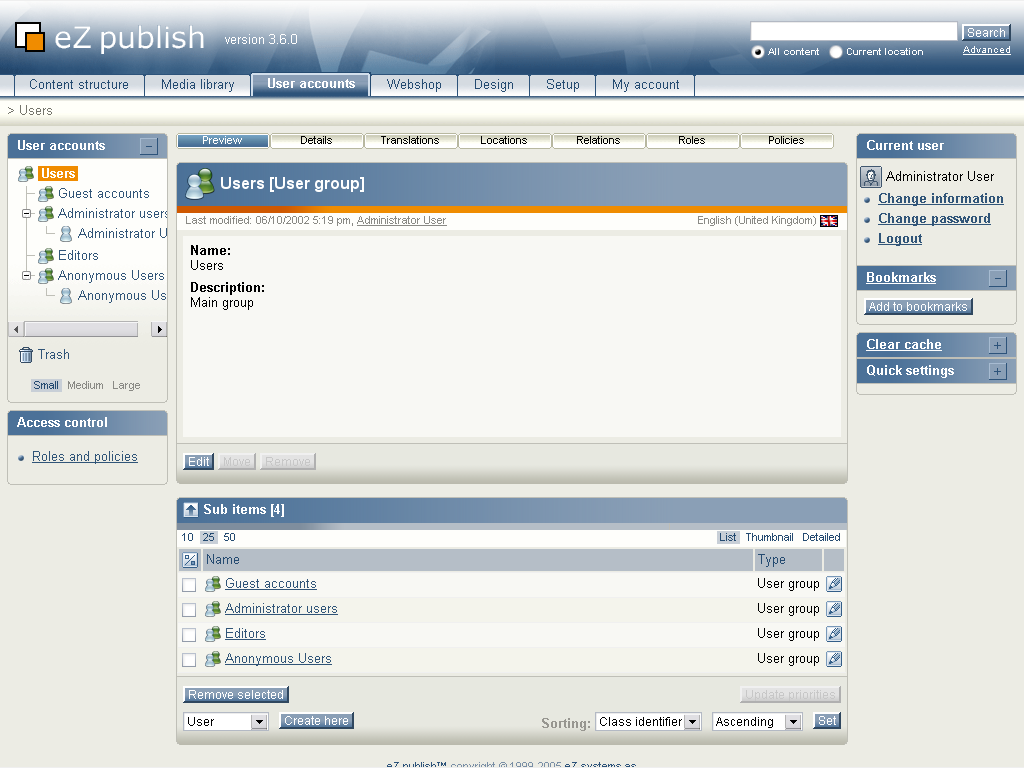 eZ publish version 3.6.0
Search
All content Current location Advanced
Content structure Media library User accounts Webshop Design Setup My account
> Users
User accounts
Users
Guest accounts
Administrator users
Administrator U
Editors
Anonymous Users
Anonymous Us
Trash
Small Medium Large
Access control
Roles and policies
Preview Details Translations Locations Relations Roles Policies
Users [User group]
Last modified: 06/10/2002 5:19 pm, Administrator User English (United Kingdom)
Name:
Users
Description:
Main group
Edit Move Remove
Sub items [4]
10 25 50 List Thumbnail Detailed
Name Type
Guest accounts User group
Administrator users User group
Editors User group
Anonymous Users User group
Remove selected Update priorities
User Create here Sorting: Class identifier Ascending Set
Current user
Administrator User
Change information
Change password
Logout
Bookmarks
Add to bookmarks
Clear cache
Quick settings
eZ publish™ copyright © 1999-2005 eZ systems as